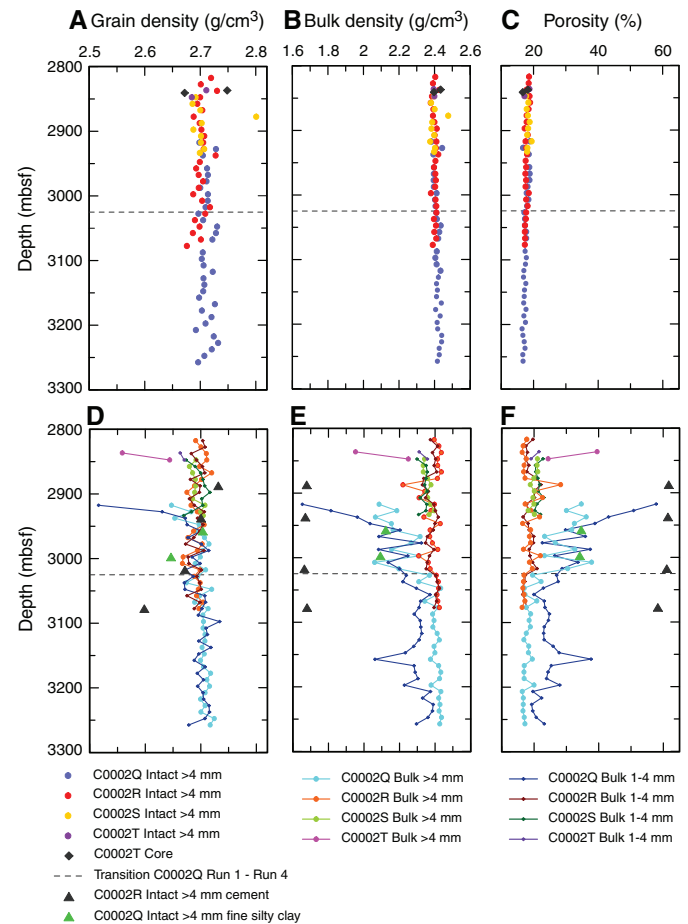 A Grain density (g/cm3) B Bulk density (g/cm3) C Porosity (%)
2.5 2.6 2.7 2.8 1.6 1.8 2 2.2 2.4 2.6 20 40 60
2800
2900
3000
3100
3200
3300
Depth (mbsf)
D E F
2800
2900
3000
3100
3200
3300
Depth (mbsf)
C0002Q Intact >4 mm
C0002R Intact >4 mm
C0002S Intact >4 mm
C0002T Intact >4 mm
C0002T Core
Transition C0002Q Run 1 - Run 4
C0002R Intact >4 mm cement
C0002Q Intact >4 mm fine silty clay
C0002Q Bulk >4 mm
C0002R Bulk >4 mm
C0002S Bulk >4 mm
C0002T Bulk >4 mm
C0002Q Bulk 1-4 mm
C0002R Bulk 1-4 mm
C0002S Bulk 1-4 mm
C0002T Bulk 1-4 mm